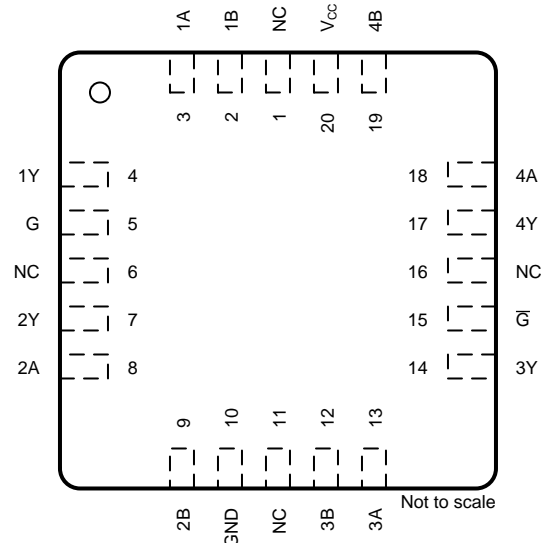 1A 1B NC VCC 4B
3 2 1 20 19
1Y 4 18 4A
G 5 17 4Y
NC 6 16 NC
2Y 7 15 G̅
2A 8 14 3Y
9 10 11 12 13
2B GND NC 3B 3A
Not to scale